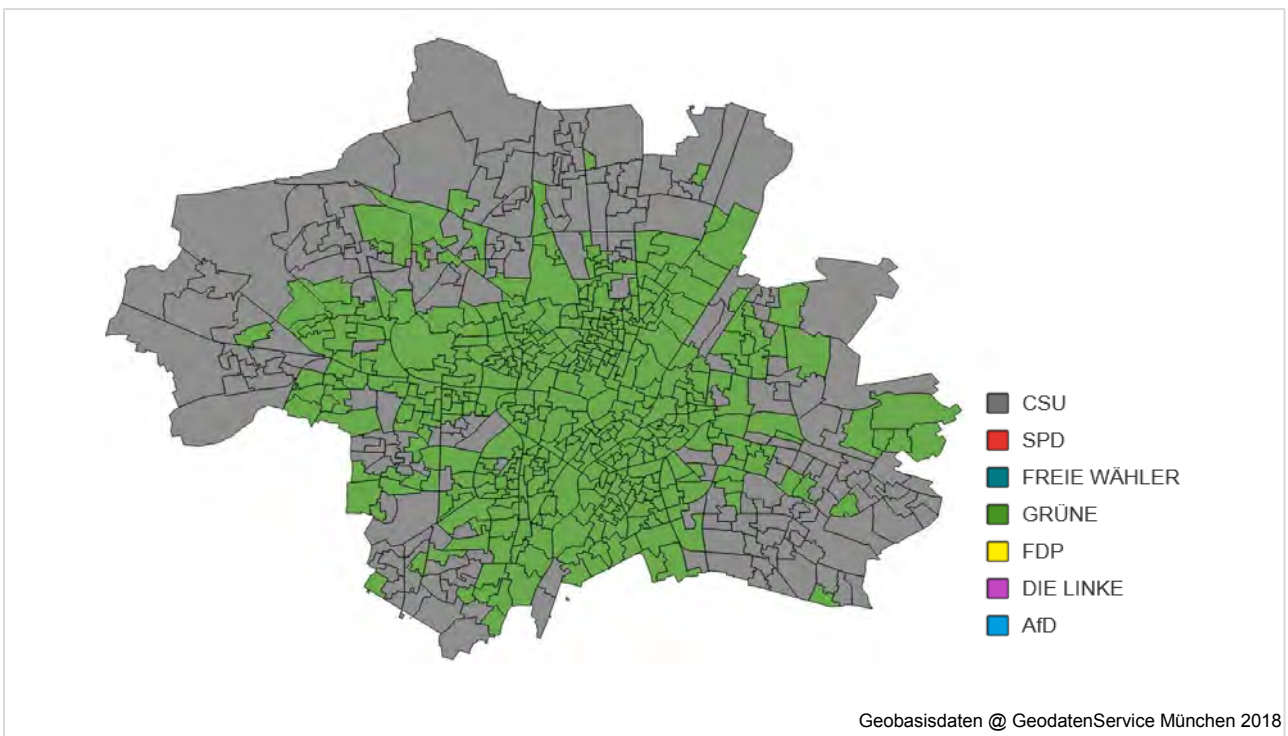 CSU
SPD
FREIE WÄHLER
GRÜNE
FDP
DIE LINKE
AfD
Geobasisdaten @ GeodatenService München 2018